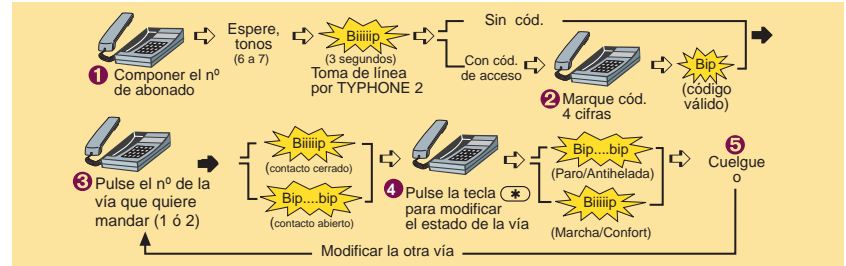 1 Componer el nº
de abonado
Espere,
tonos
(6 a 7)
Biiiiip
(3 segundos)
Toma de línea
por TYPHONE 2
Sin cód.
Con cód.
de acceso
2 Marque cód.
4 cifras
Bip
(código
válido)
3 Pulse el nº de la
vía que quiere
mandar (1 ó 2)
Biiiiip
(contacto cerrado)
Bip....bip
(contacto abierto)
4 Pulse la tecla *
para modificar
el estado de la vía
Bip....bip
(Paro/Antihelada)
Biiiiip
(Marcha/Confort)
5
Cuelgue
o
Modificar la otra vía